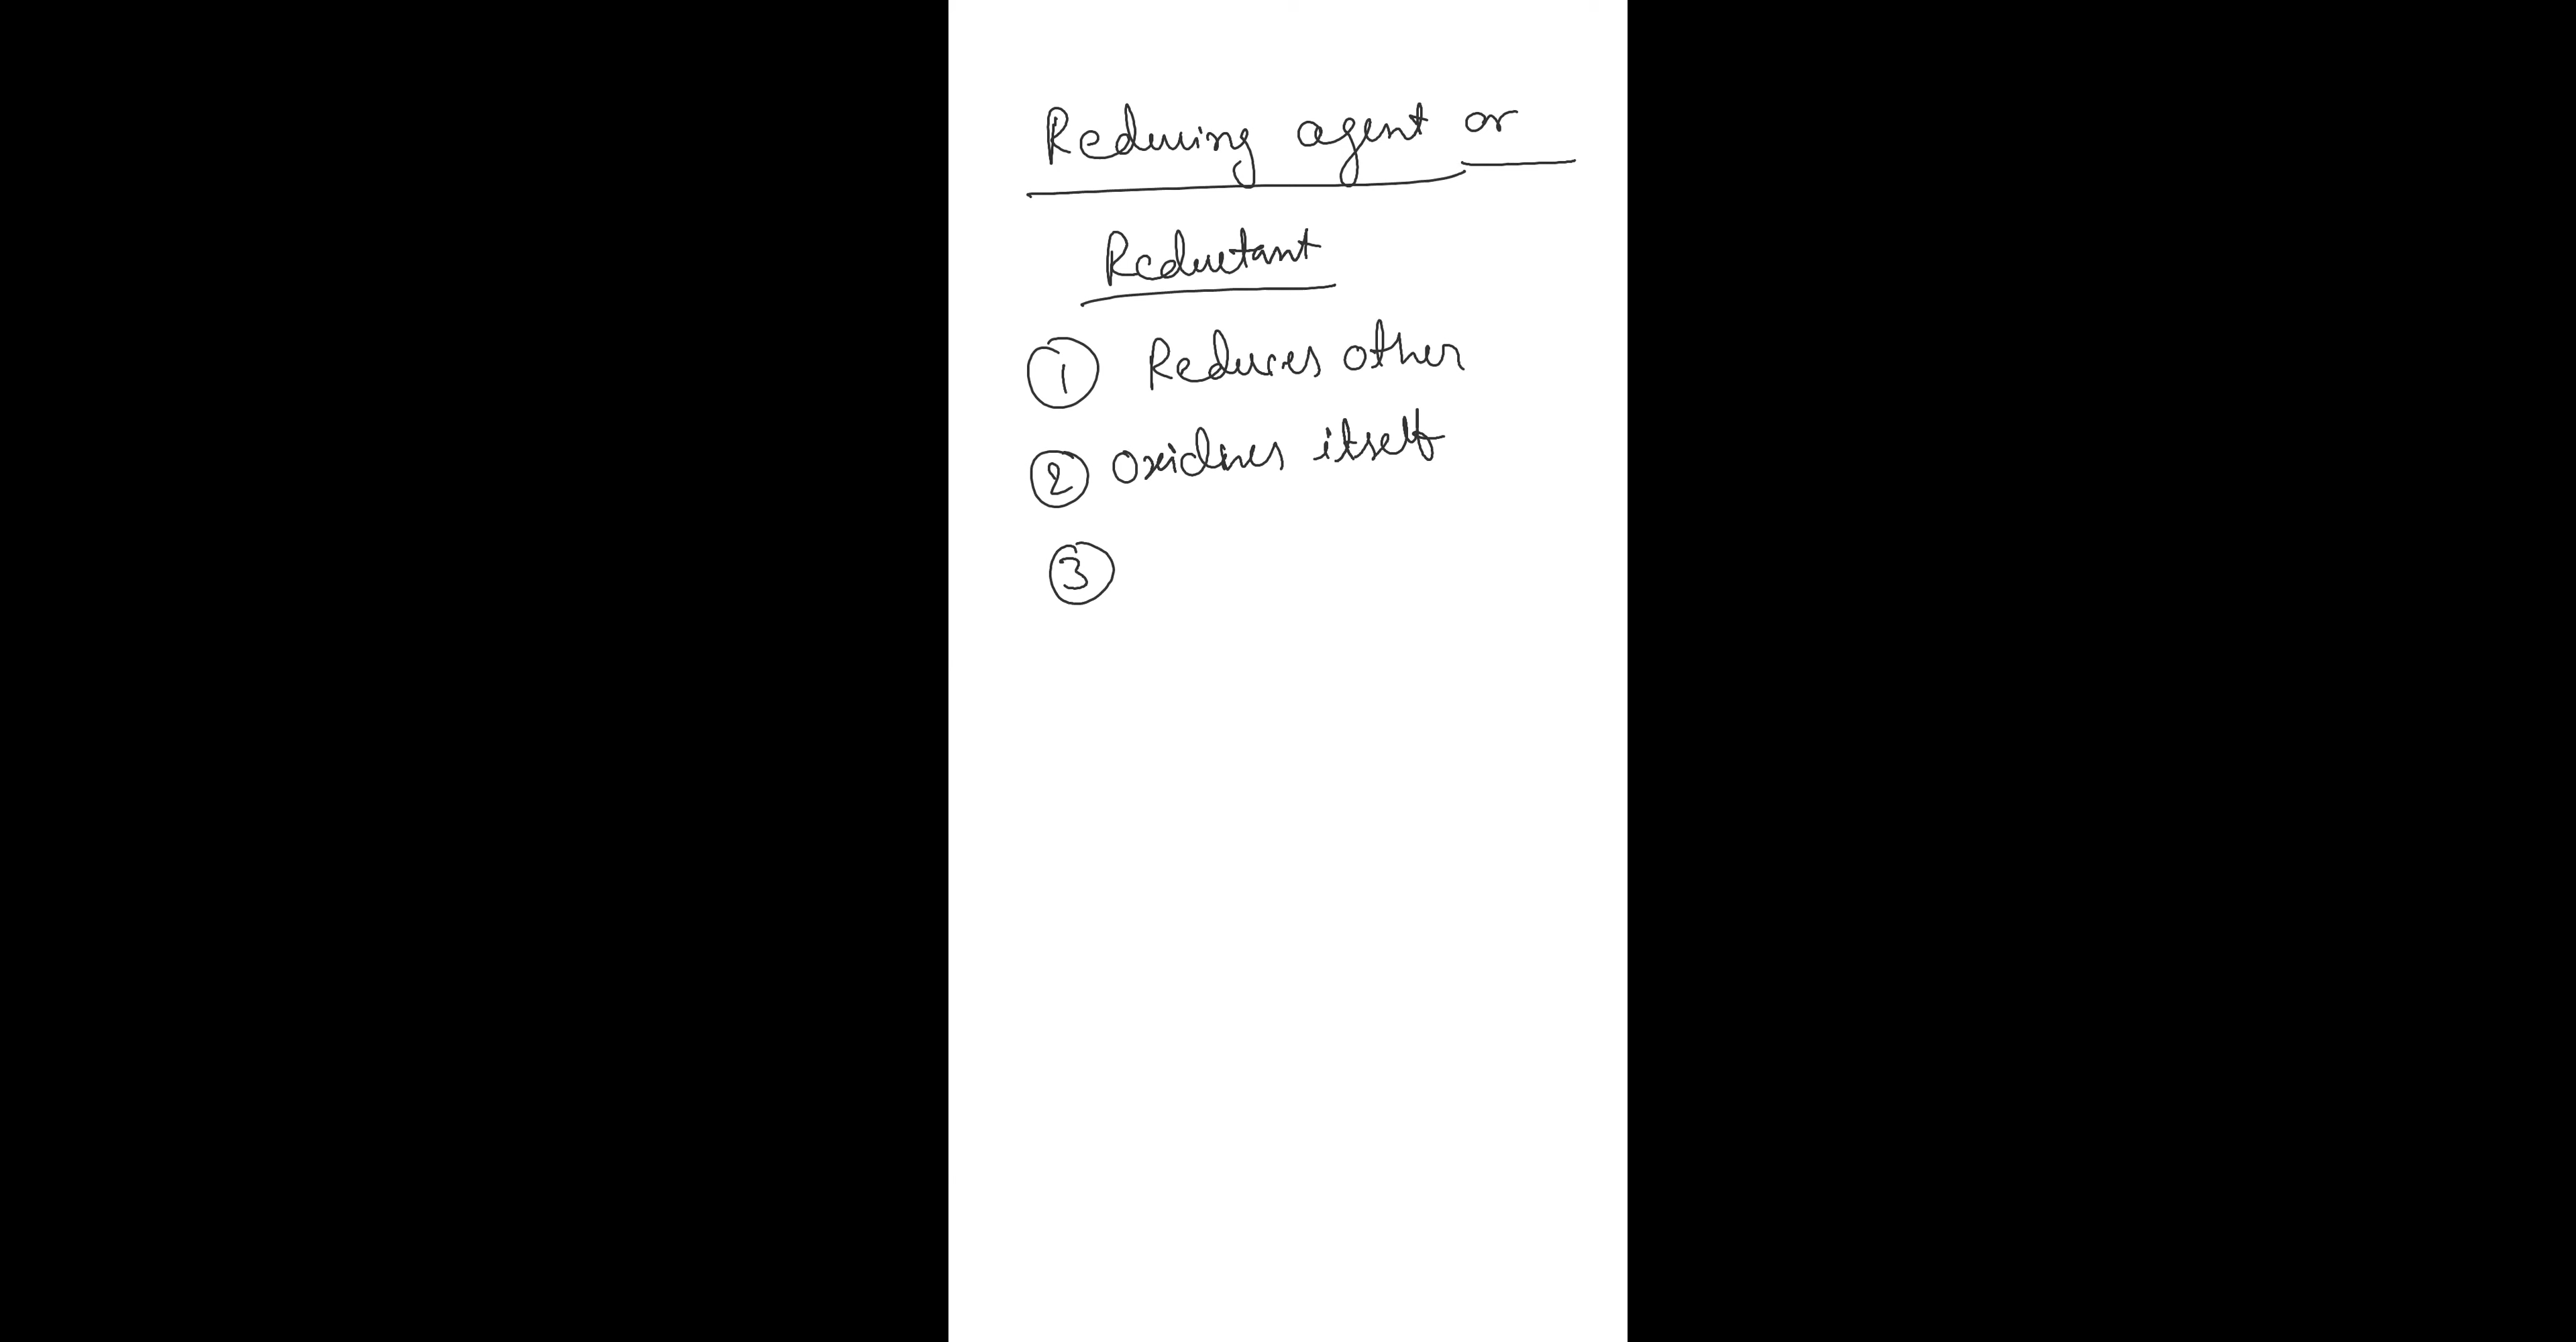 Reducing agent or
Reductant
① Reduces other
② Oxidises itself
③